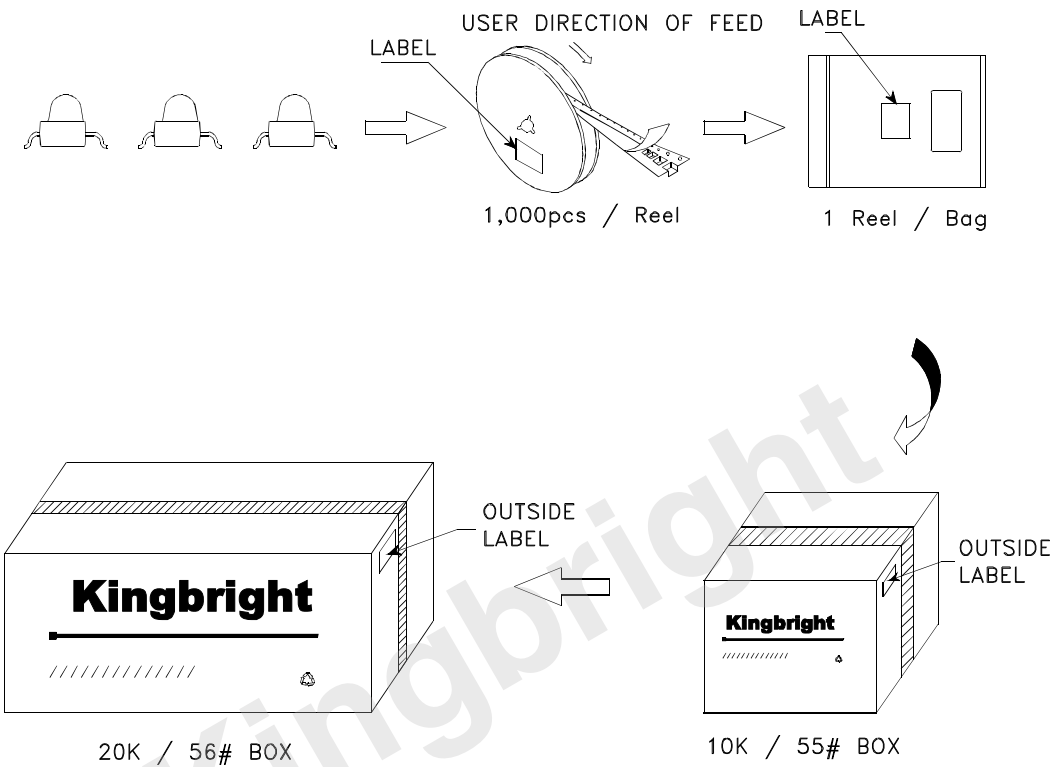 USER DIRECTION OF FEED
LABEL
LABEL
1,000pcs / Reel
1 Reel / Bag
OUTSIDE
LABEL
OUTSIDE
LABEL
Kingbright
Kingbright
20K / 56# BOX
10K / 55# BOX
Kingbright